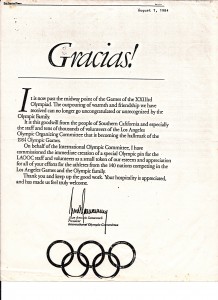 August 7, 1984
Gracias!
It is now past the midway point of the Games of the XXIIIrd
Olympiad. The outpouring of warmth and friendship we have
received can no longer go uncongratulated or unrecognized by the
Olympic Family.
It is this goodwill from the people of Southern California and especially
the staff and tens of thousands of volunteers of the Los Angeles
Olympic Organizing Committee that is becoming the hallmark of the
1984 Olympic Games.
On behalf of the International Olympic Committee, I have
commissioned the immediate creation of a special Olympic pin for the
LAOOC staff and volunteers as a small token of our esteem and appreciation
for all of your efforts for the athletes from the 140 nations competing in the
Los Angeles Games and the Olympic family.
Thank you and keep up the good work. Your hospitality is appreciated,
and has made us feel truly welcome.
Juan Antonio Samaranch
President
International Olympic Committee